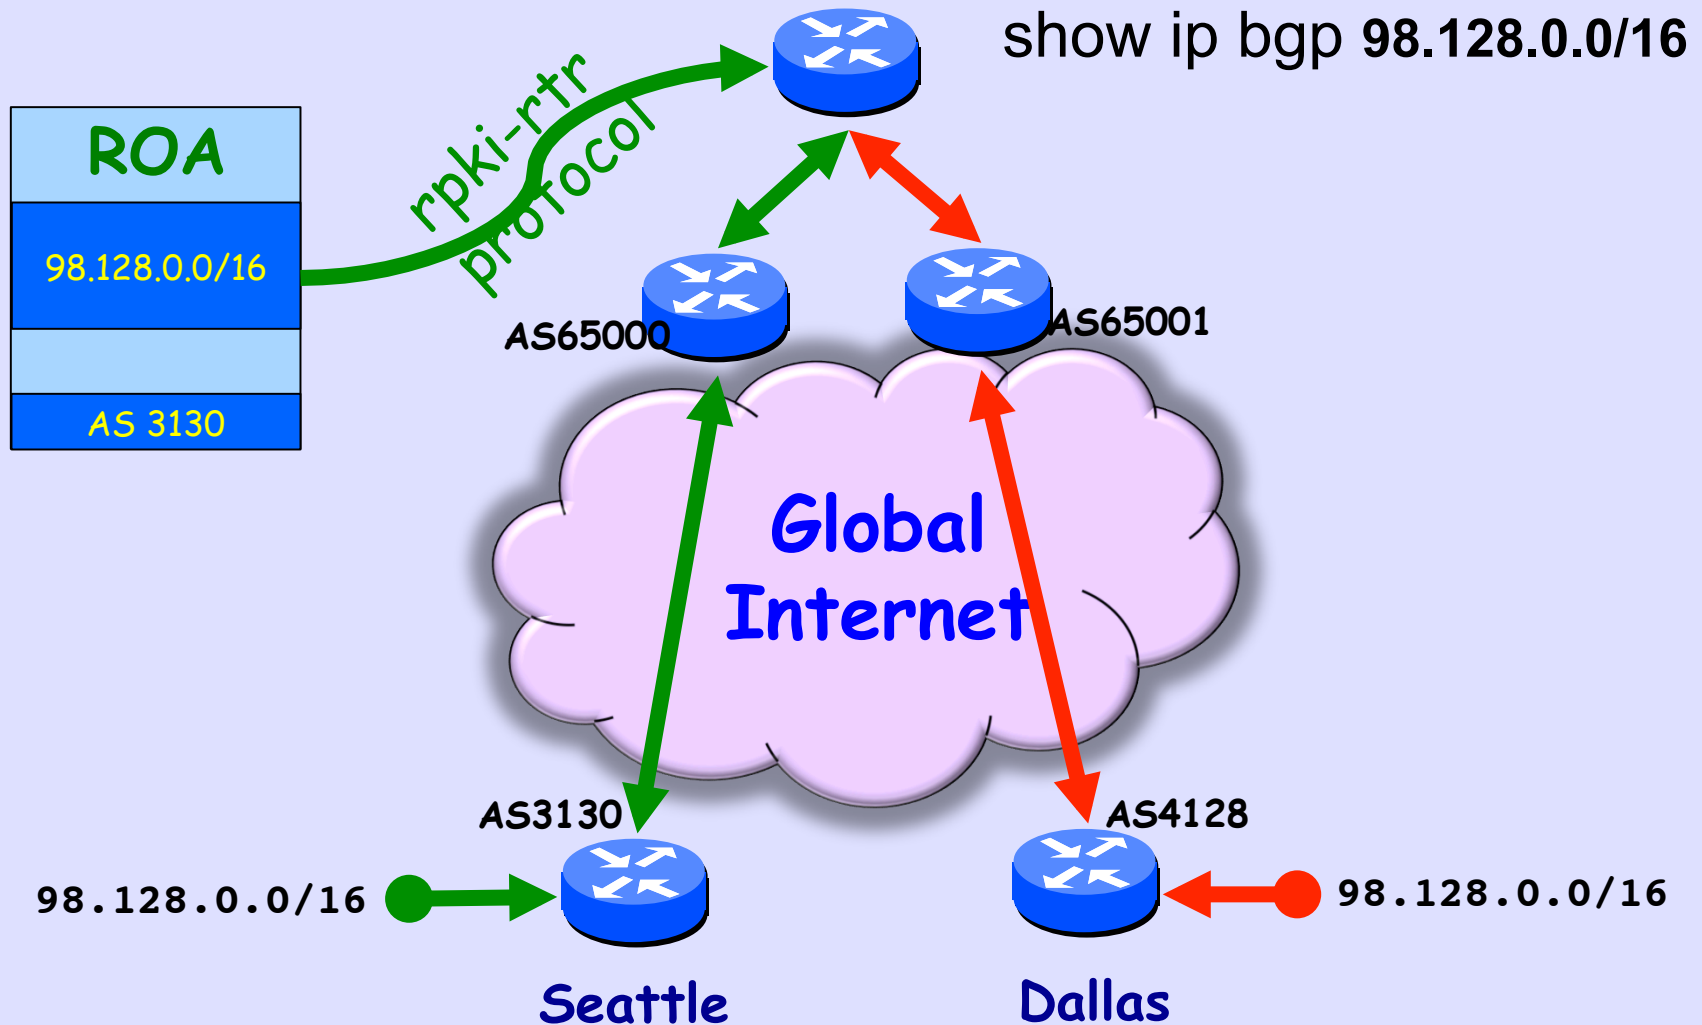 show ip bgp 98.128.0.0/16
rpki-rtr
protocol
ROA
98.128.0.0/16
AS 3130
AS65000
AS65001
Global
Internet
AS3130
AS4128
98.128.0.0/16
98.128.0.0/16
Seattle
Dallas